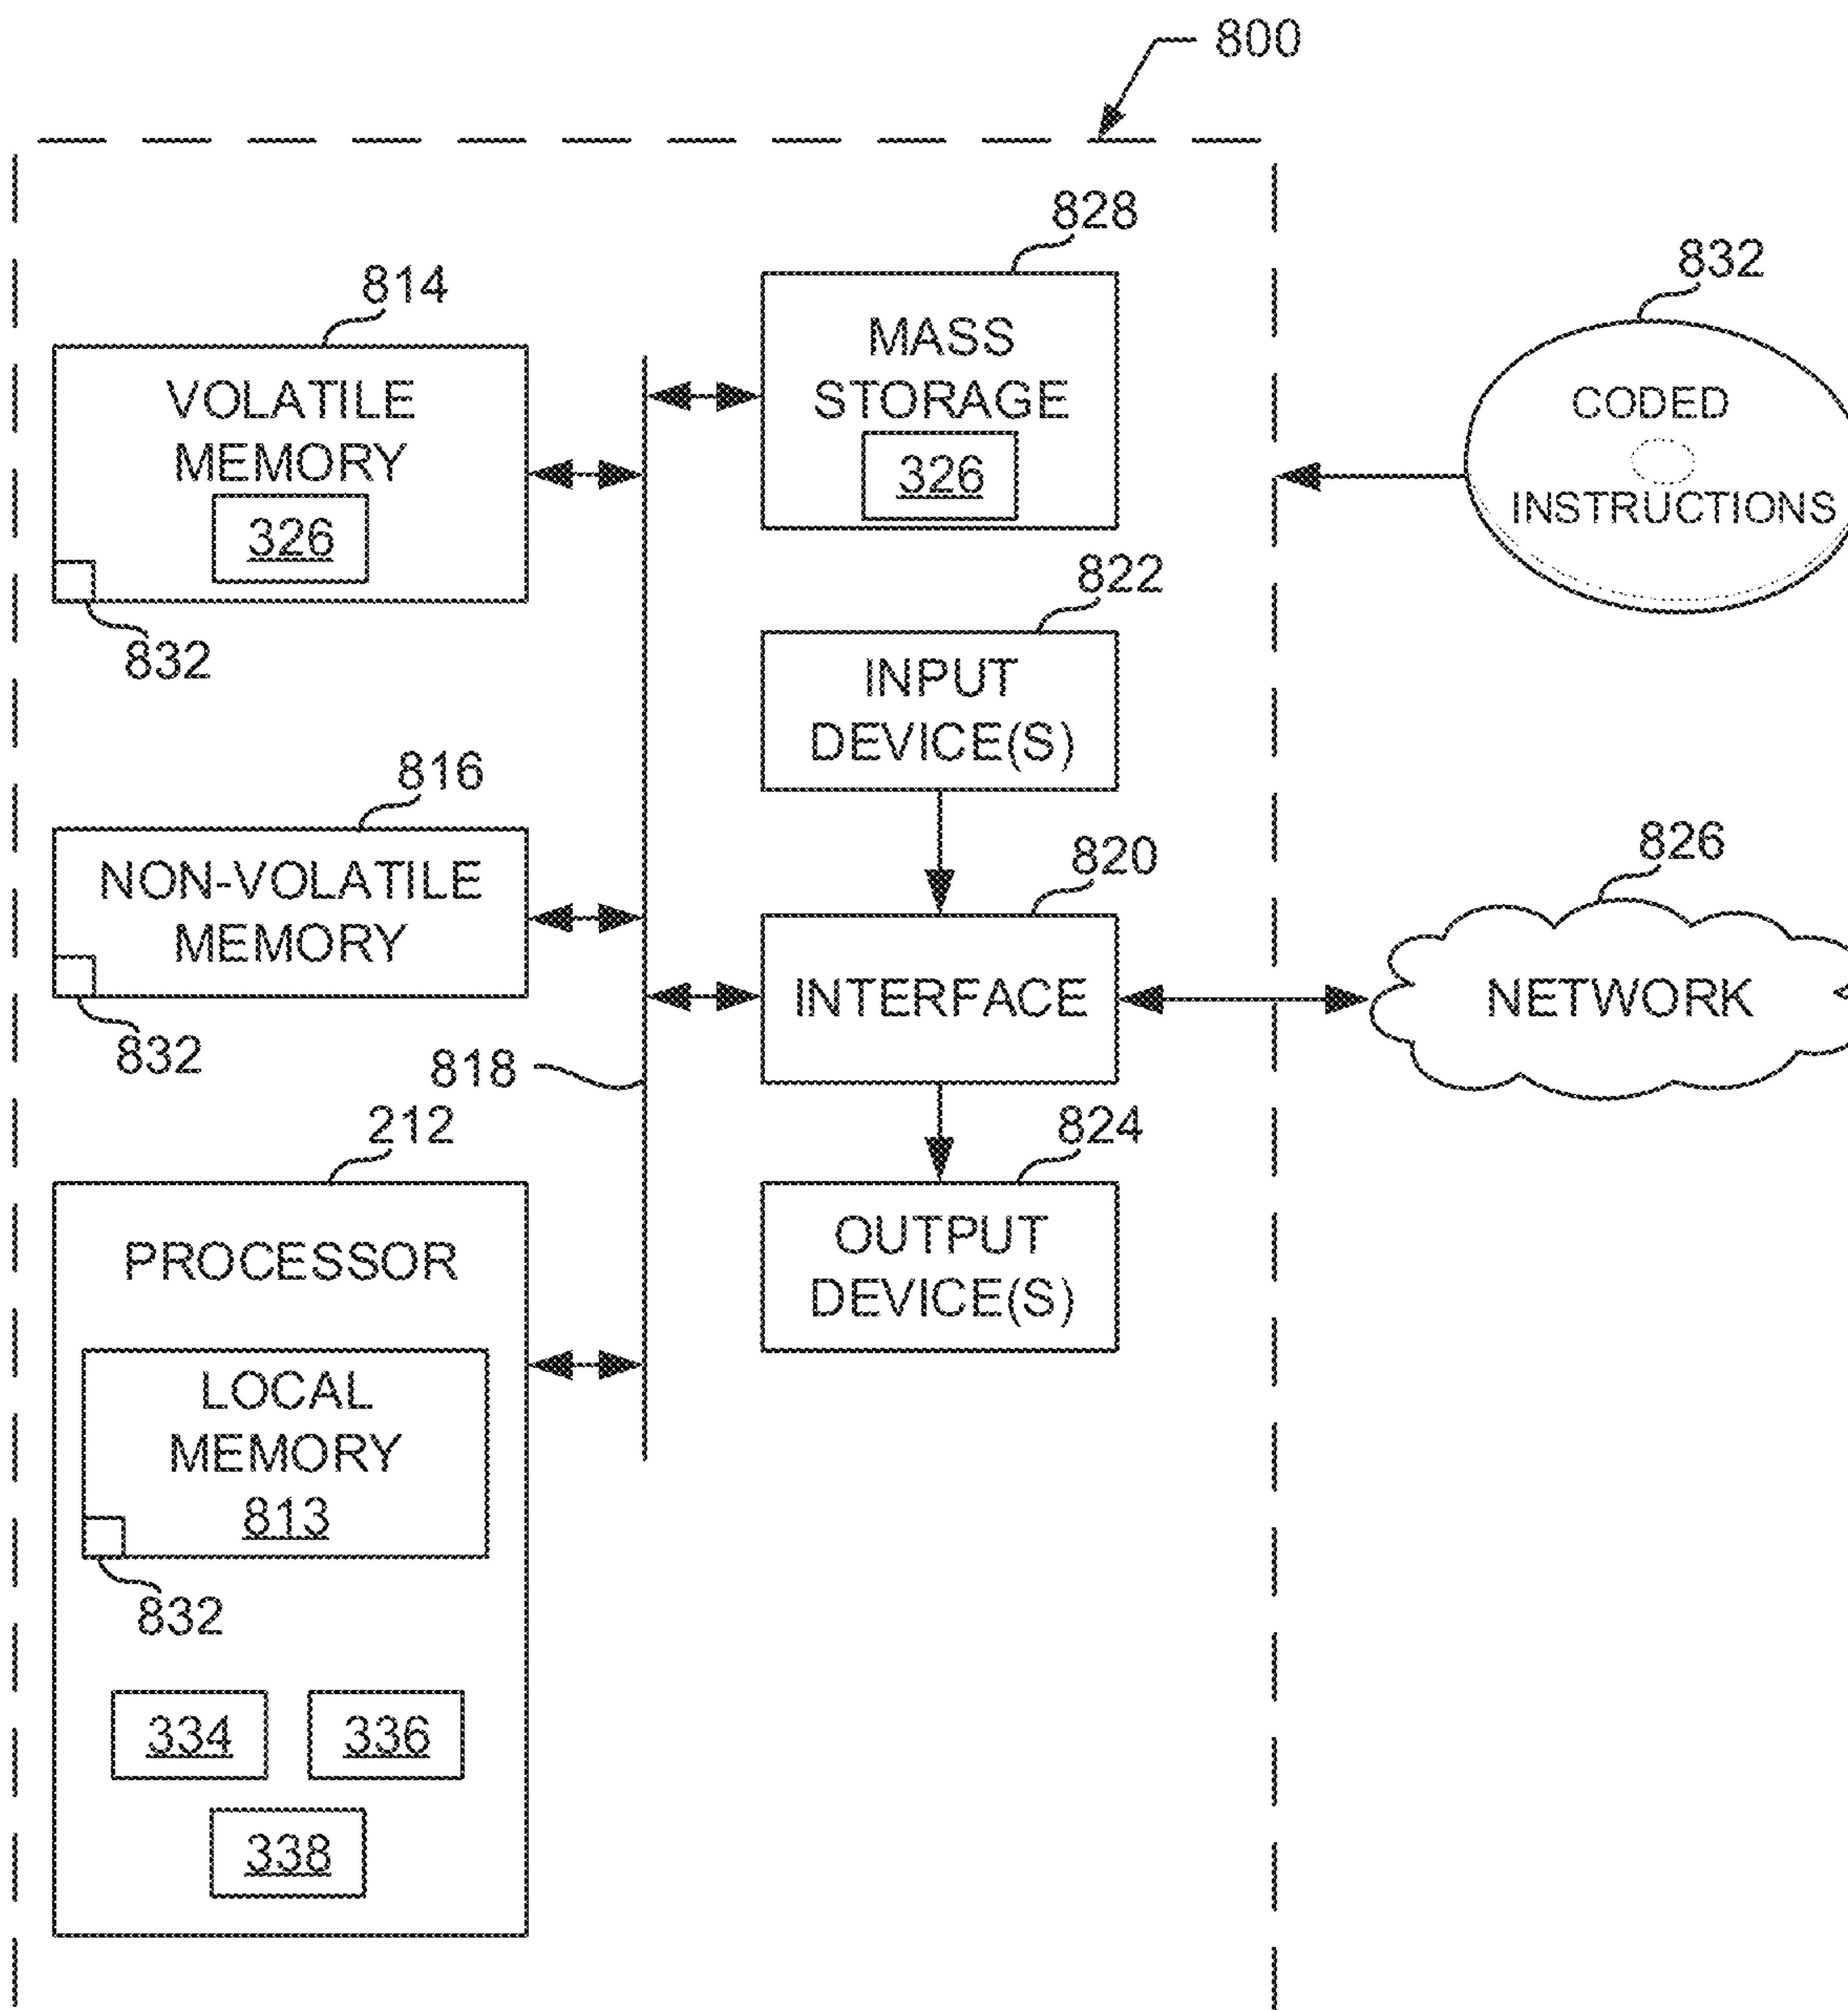 800
828
MASS
STORAGE
326
814
VOLATILE
MEMORY
326
832
832
CODED
INSTRUCTIONS
822
INPUT
DEVICE(S)
816
NON-VOLATILE
MEMORY
832
820
INTERFACE
826
NETWORK
818
824
OUTPUT
DEVICE(S)
212
PROCESSOR
LOCAL
MEMORY
813
832
334
336
338